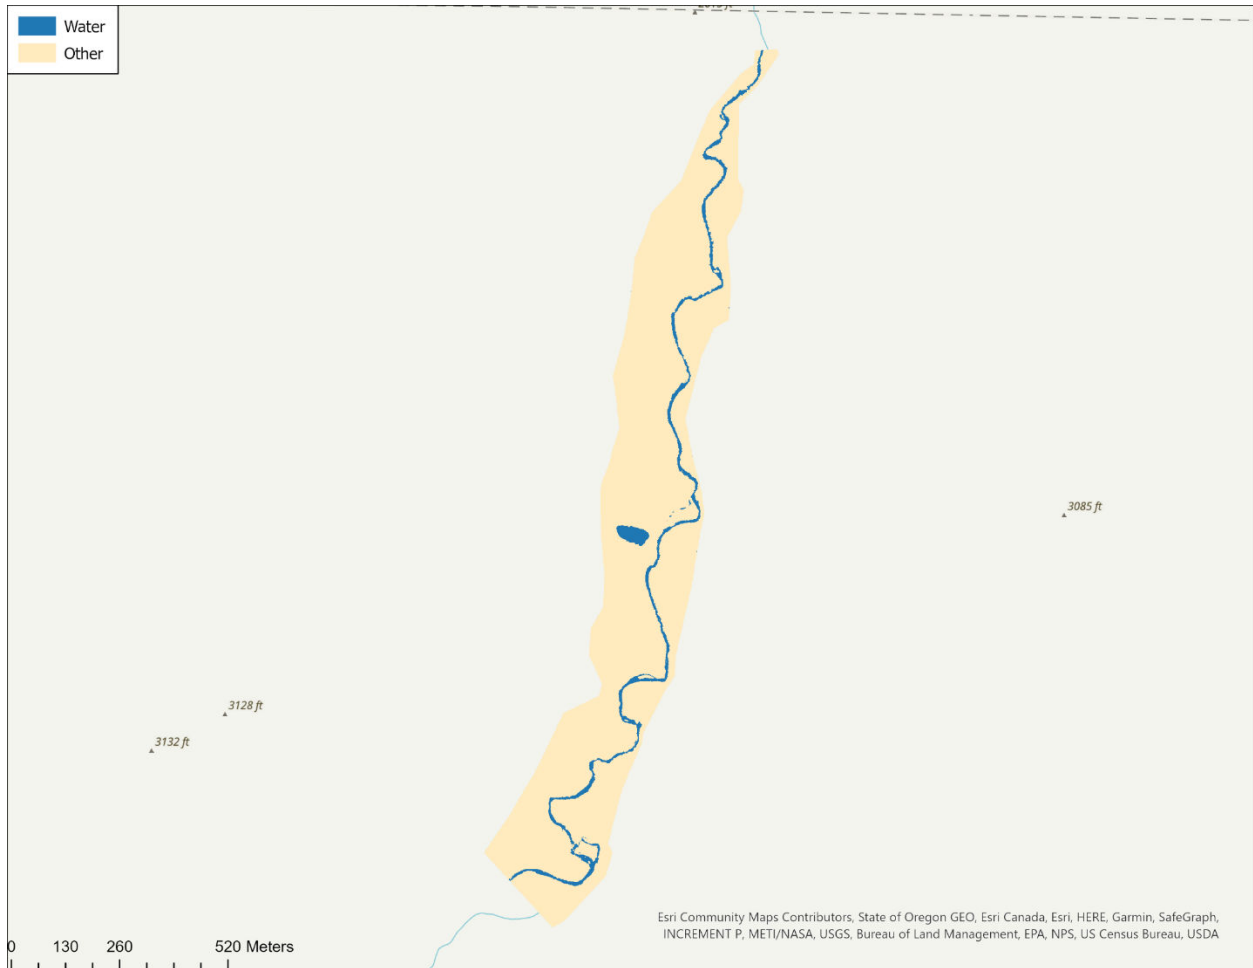 Water
Other
3085 ft
3128 ft
3132 ft
Esri Community Maps Contributors, State of Oregon GEO, Esri Canada, Esri, HERE, Garmin, SafeGraph,
INCREMENT P, METI/NASA, USGS, Bureau of Land Management, EPA, NPS, US Census Bureau, USDA
0 130 260 520 Meters